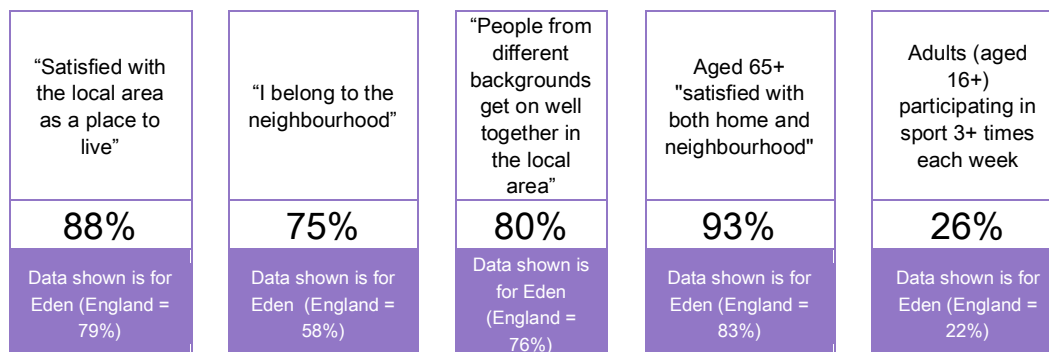 “Satisfied with
the local area
as a place to
live”
88%
Data shown is for
Eden (England =
79%)
“I belong to the
neighbourhood”
75%
Data shown is for
Eden  (England =
58%)
“People from
different
backgrounds
get on well
together in
the local
area”
80%
Data shown is
for Eden
(England =
76%)
Aged 65+
"satisfied with
both home and
neighbourhood"
93%
Data shown is for
Eden (England =
83%)
Adults (aged
16+)
participating in
sport 3+ times
each week
26%
Data shown is for
Eden (England =
22%)